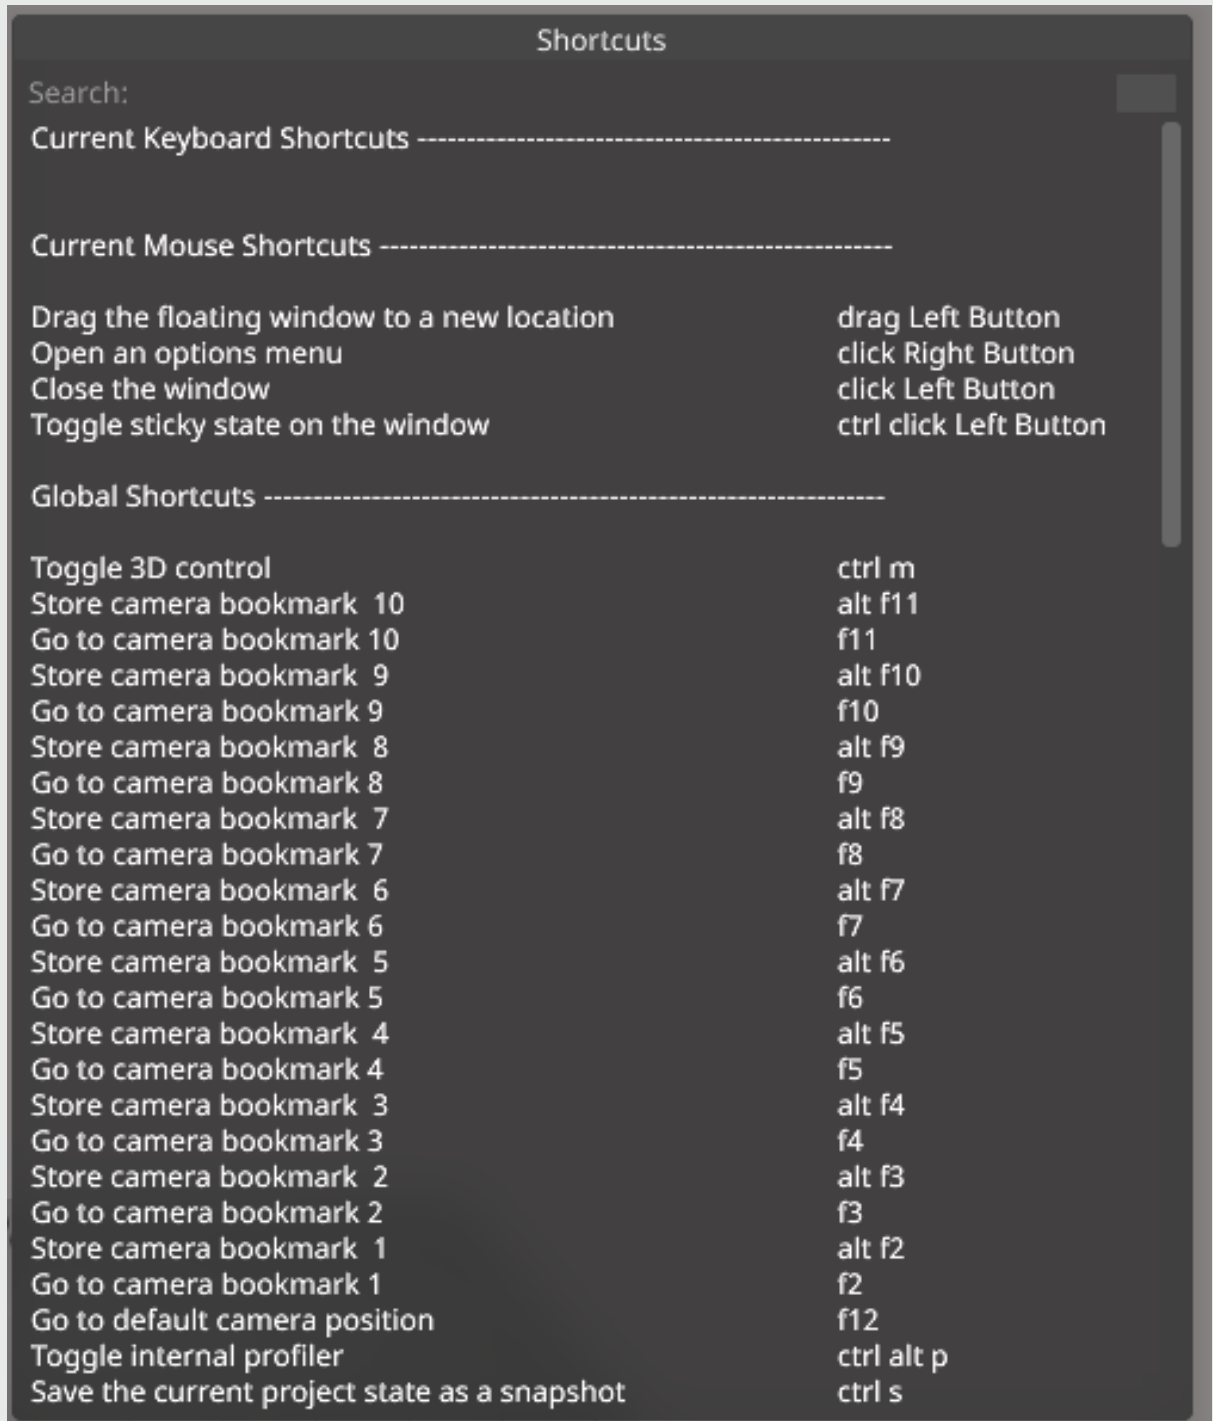 Shortcuts
Search:
Current Keyboard Shortcuts ------------------------------------------------
Current Mouse Shortcuts ----------------------------------------------------
Drag the floating window to a new location drag Left Button
Open an options menu click Right Button
Close the window click Left Button
Toggle sticky state on the window ctrl click Left Button
Global Shortcuts ---------------------------------------------------------------
Toggle 3D control ctrl m
Store camera bookmark  10 alt f11
Go to camera bookmark 10 f11
Store camera bookmark  9 alt f10
Go to camera bookmark 9 f10
Store camera bookmark  8 alt f9
Go to camera bookmark 8 f9
Store camera bookmark  7 alt f8
Go to camera bookmark 7 f8
Store camera bookmark  6 alt f7
Go to camera bookmark 6 f7
Store camera bookmark  5 alt f6
Go to camera bookmark 5 f6
Store camera bookmark  4 alt f5
Go to camera bookmark 4 f5
Store camera bookmark  3 alt f4
Go to camera bookmark 3 f4
Store camera bookmark  2 alt f3
Go to camera bookmark 2 f3
Store camera bookmark  1 alt f2
Go to camera bookmark 1 f2
Go to default camera position f12
Toggle internal profiler ctrl alt p
Save the current project state as a snapshot ctrl s